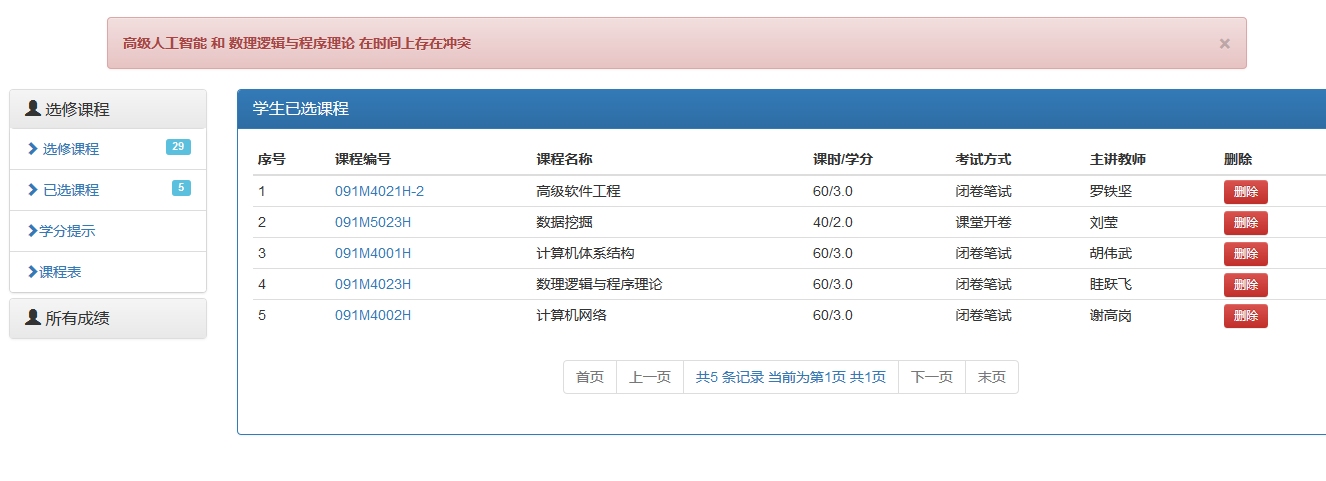 高级人工智能 和 数理逻辑与程序理论 在时间上存在冲突 ×
选修课程
选修课程 29
已选课程 5
学分提示
课程表
所有成绩
学生已选课程
序号 课程编号 课程名称 课时/学分 考试方式 主讲教师 删除
1 091M4021H-2 高级软件工程 60/3.0 闭卷笔试 罗铁坚 删除
2 091M5023H 数据挖掘 40/2.0 课堂开卷 刘莹 删除
3 091M4001H 计算机体系结构 60/3.0 闭卷笔试 胡伟武 删除
4 091M4023H 数理逻辑与程序理论 60/3.0 闭卷笔试 眭跃飞 删除
5 091M4002H 计算机网络 60/3.0 闭卷笔试 谢高岗 删除
首页 上一页 共5 条记录 当前为第1页 共1页 下一页 末页